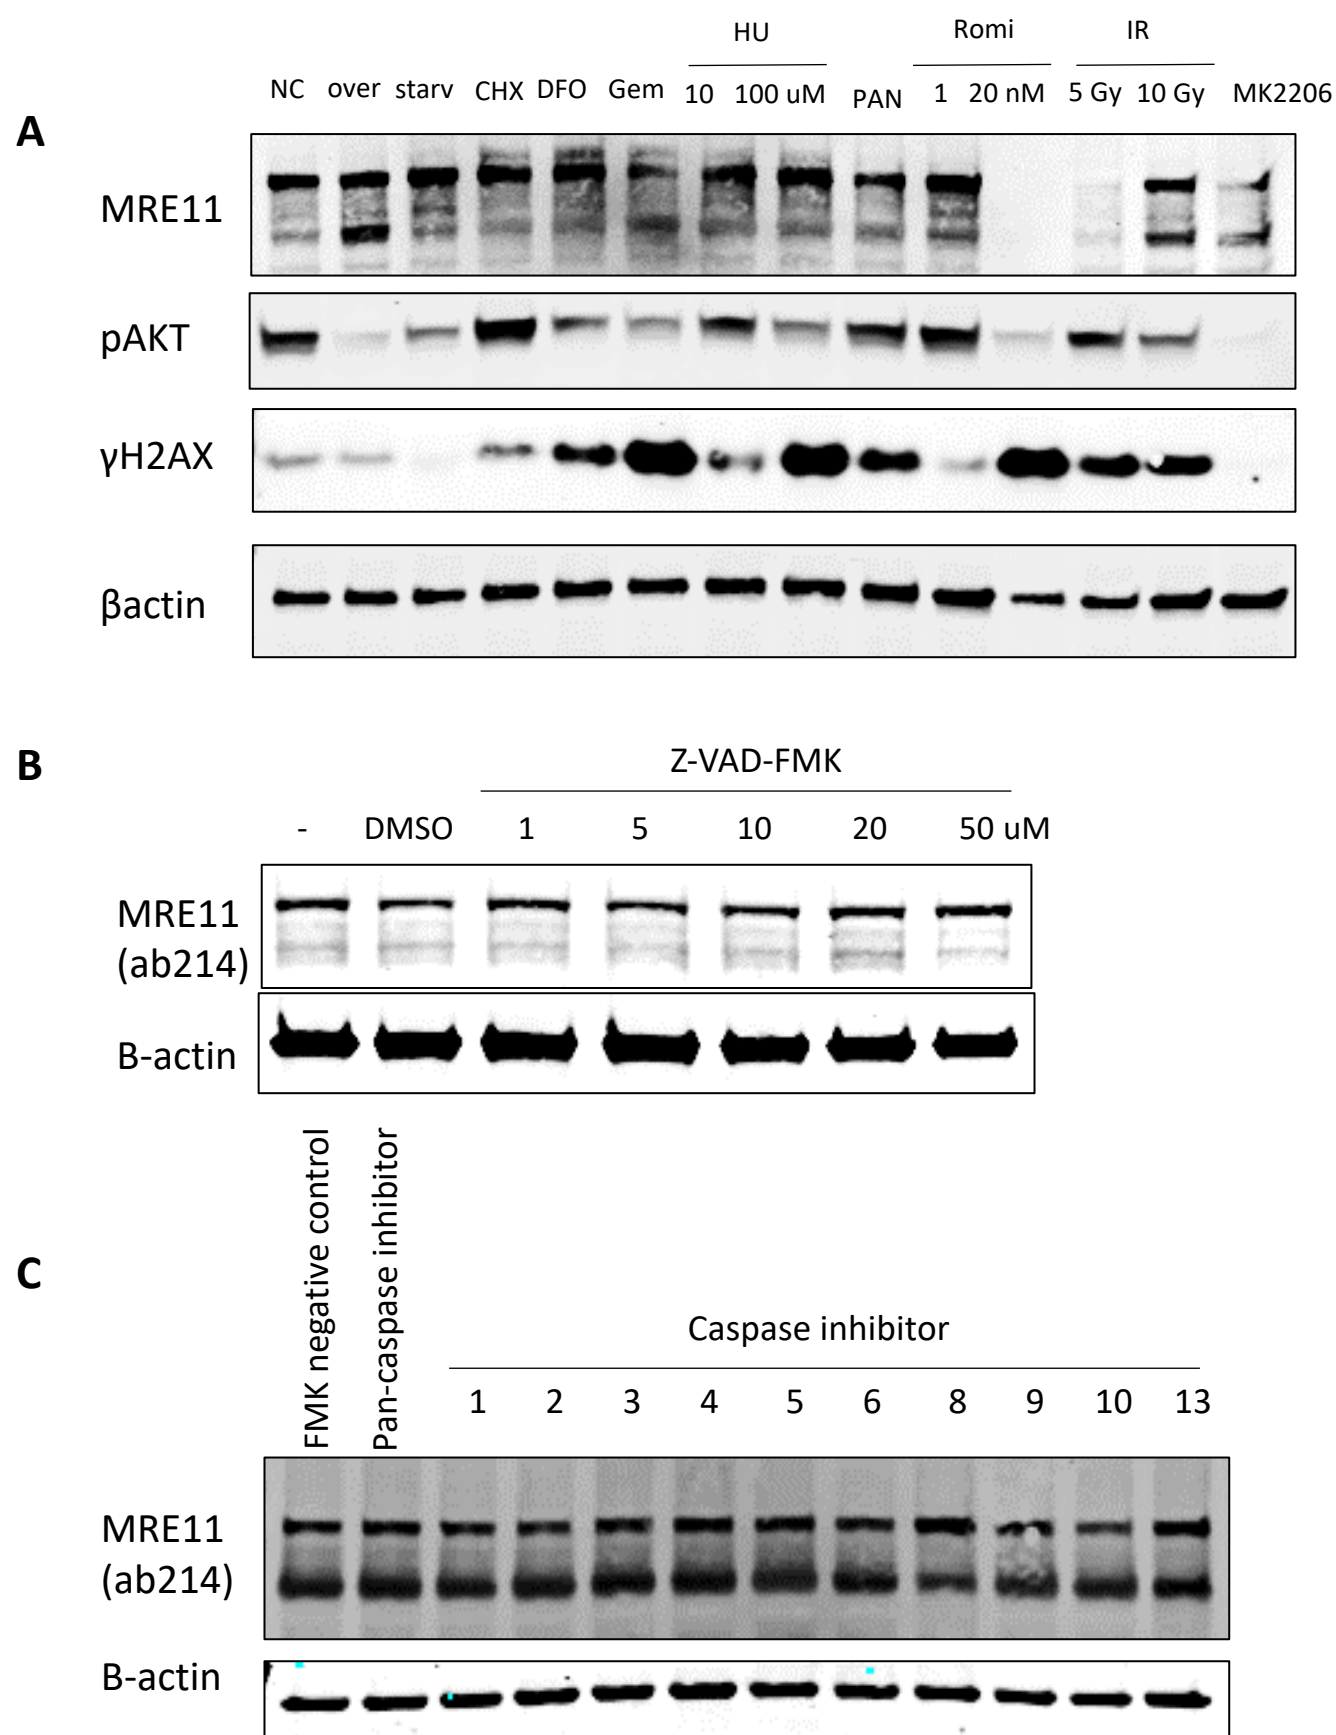 HU Romi IR
NC over starv CHX DFO Gem 10 100 uM PAN 1 20 nM 5 Gy 10 Gy MK2206
A
MRE11
pAKT
γH2AX
βactin
B
Z-VAD-FMK
- DMSO 1 5 10 20 50 uM
MRE11
(ab214)
B-actin
FMK negative control
Pan-caspase inhibitor
C
Caspase inhibitor
1 2 3 4 5 6 8 9 10 13
MRE11
(ab214)
B-actin